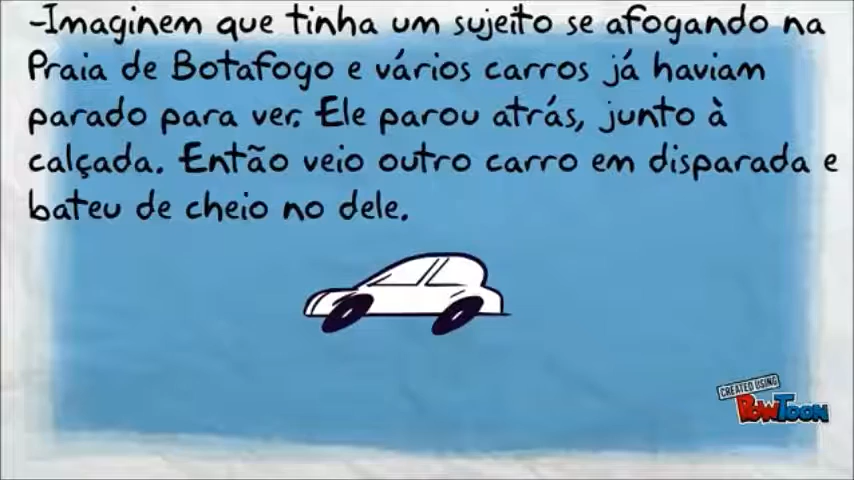 -Imaginem que tinha um sujeito se afogando na
Praia de Botafogo e vários carros já haviam
parado para ver. Ele parou atrás, junto à
calçada. Então veio outro carro em disparada e
bateu de cheio no dele.
CREATED USING
POWTOON